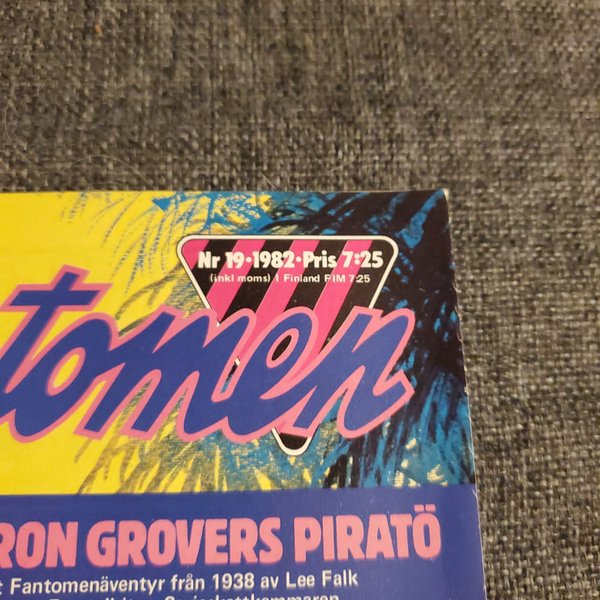 Nr 19·1982·Pris 7:25
(inkl moms) I Finland FIM 7:25
tomen
RON GROVERS PIRATÖ
t Fantomenäventyr från 1938 av Lee Falk